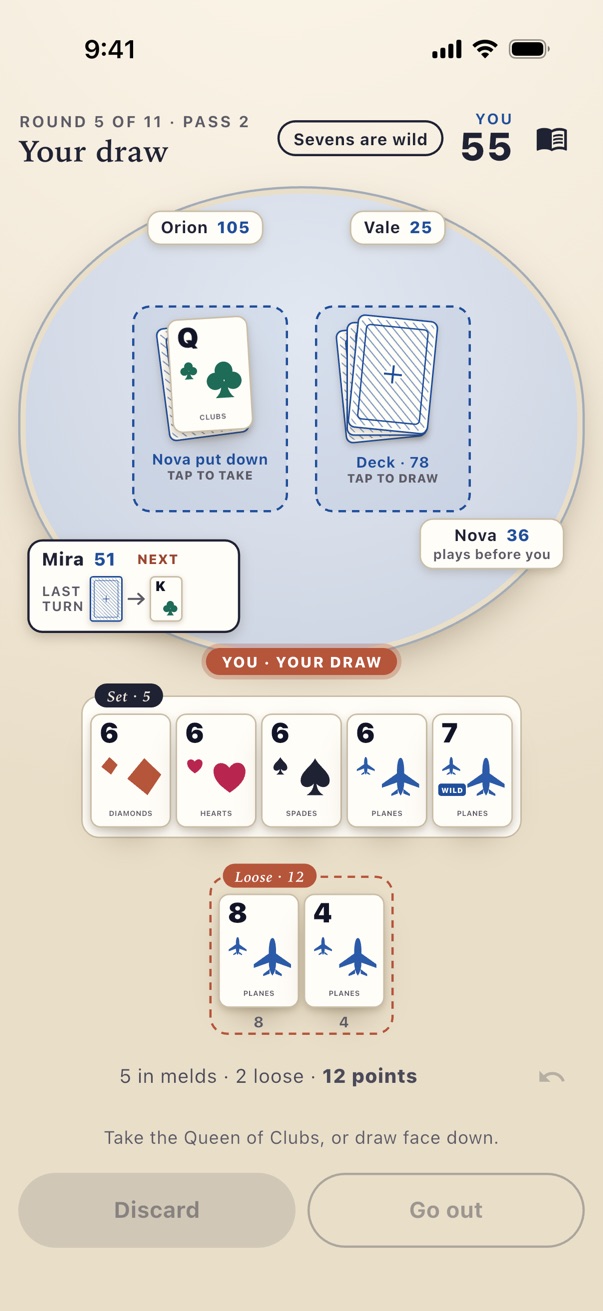 9:41
ROUND 5 OF 11 · PASS 2
Your draw
Sevens are wild
YOU
55
Orion 105
Vale 25
Q
CLUBS
Nova put down
TAP TO TAKE
Deck · 78
TAP TO DRAW
Nova 36
plays before you
Mira 51 NEXT
LAST
TURN
K
YOU · YOUR DRAW
Set · 5
6 6 6 6 7
WILD
DIAMONDS HEARTS SPADES PLANES PLANES
Loose · 12
8 4
PLANES PLANES
8 4
5 in melds · 2 loose · 12 points
Take the Queen of Clubs, or draw face down.
Discard Go out